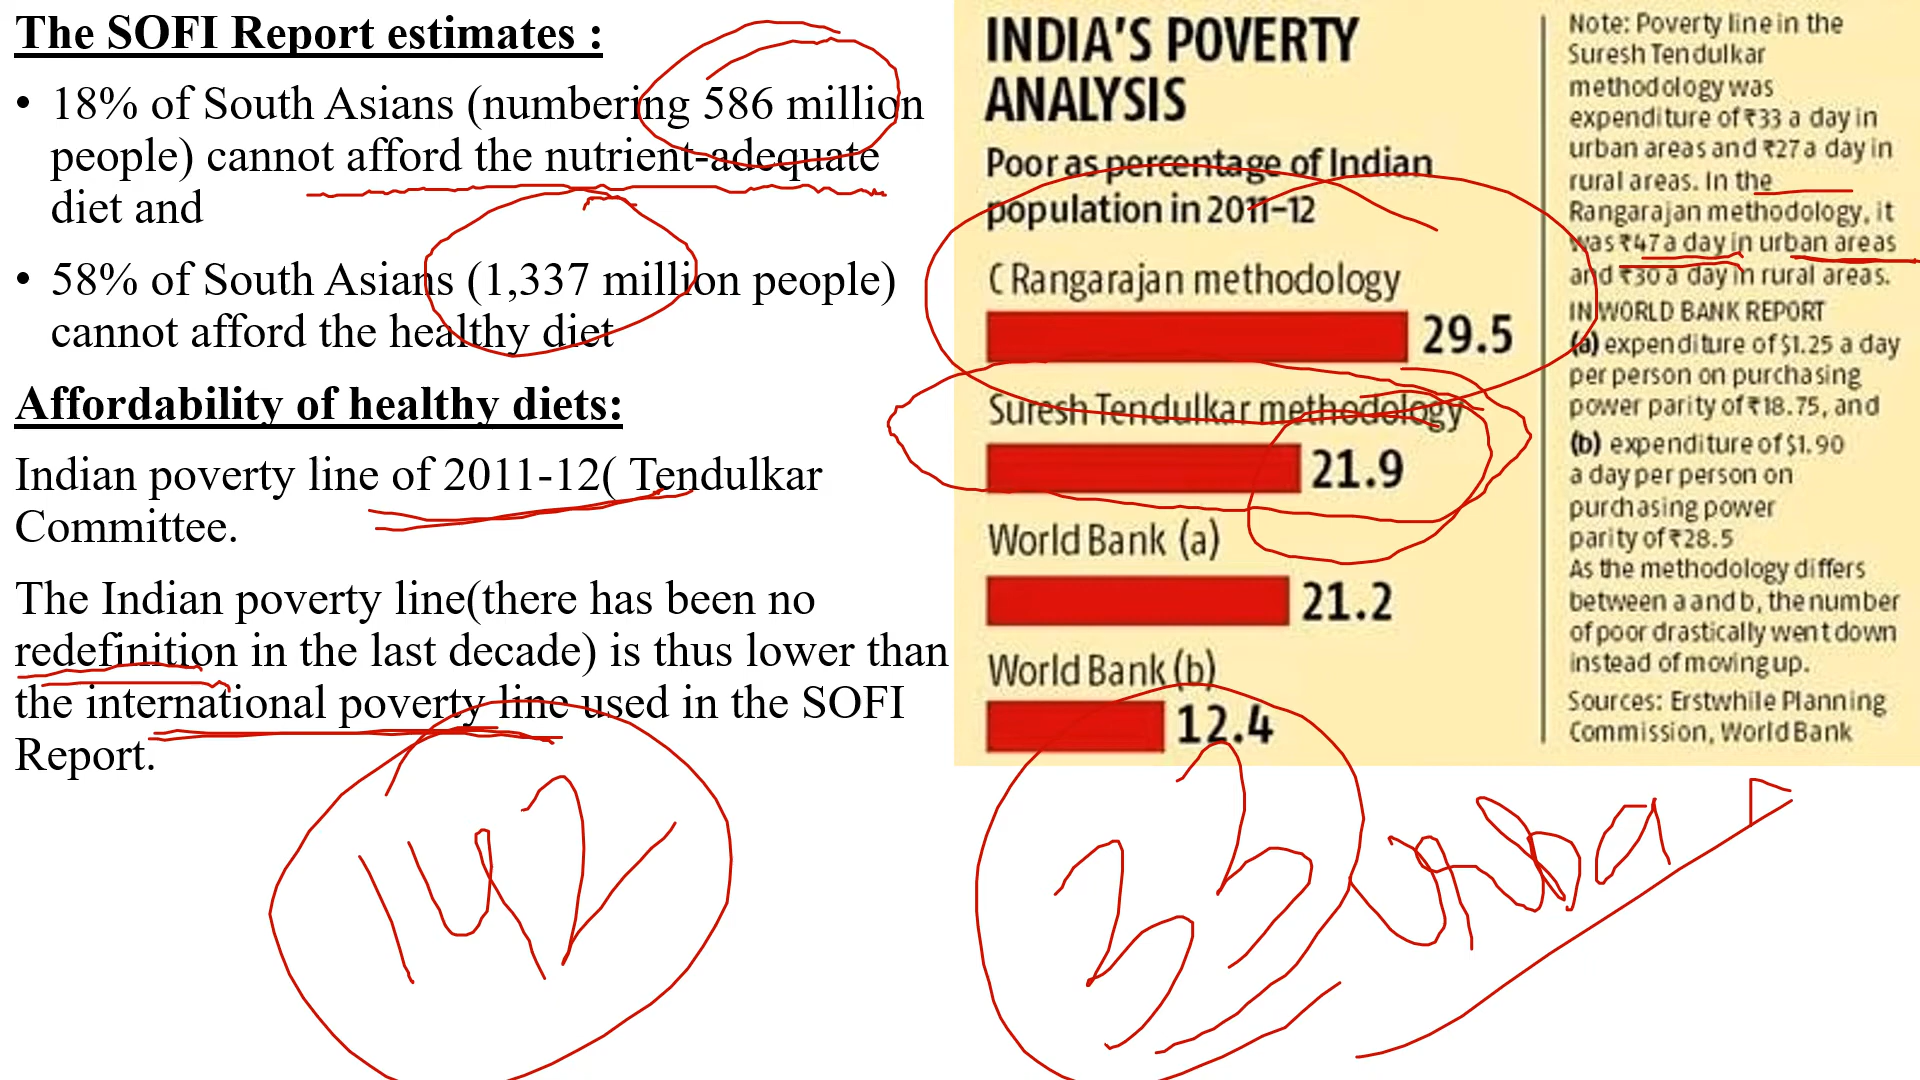 The SOFI Report estimates :
• 18% of South Asians (numbering 586 million
people) cannot afford the nutrient-adequate
diet and
• 58% of South Asians (1,337 million people)
cannot afford the healthy diet
Affordability of healthy diets:
Indian poverty line of 2011-12( Tendulkar
Committee.
The Indian poverty line(there has been no
redefinition in the last decade) is thus lower than
the international poverty line used in the SOFI
Report.
142
INDIA'S POVERTY
ANALYSIS
Poor as percentage of Indian
population in 2011–12
C Rangarajan methodology
29.5
Suresh Tendulkar methodology
21.9
World Bank (a)
21.2
World Bank (b)
12.4
Note: Poverty line in the
Suresh Tendulkar
methodology was
expenditure of ₹33 a day in
urban areas and ₹27 a day in
rural areas. In the
Rangarajan methodology, it
was ₹47 a day in urban areas
and ₹30 a day in rural areas.
IN WORLD BANK REPORT
(a) expenditure of $1.25 a day
per person on purchasing
power parity of ₹18.75, and
(b) expenditure of $1.90
a day per person on
purchasing power
parity of ₹28.5
As the methodology differs
between a and b, the number
of poor drastically went down
instead of moving up.
Sources: Erstwhile Planning
Commission, World Bank
33 urba